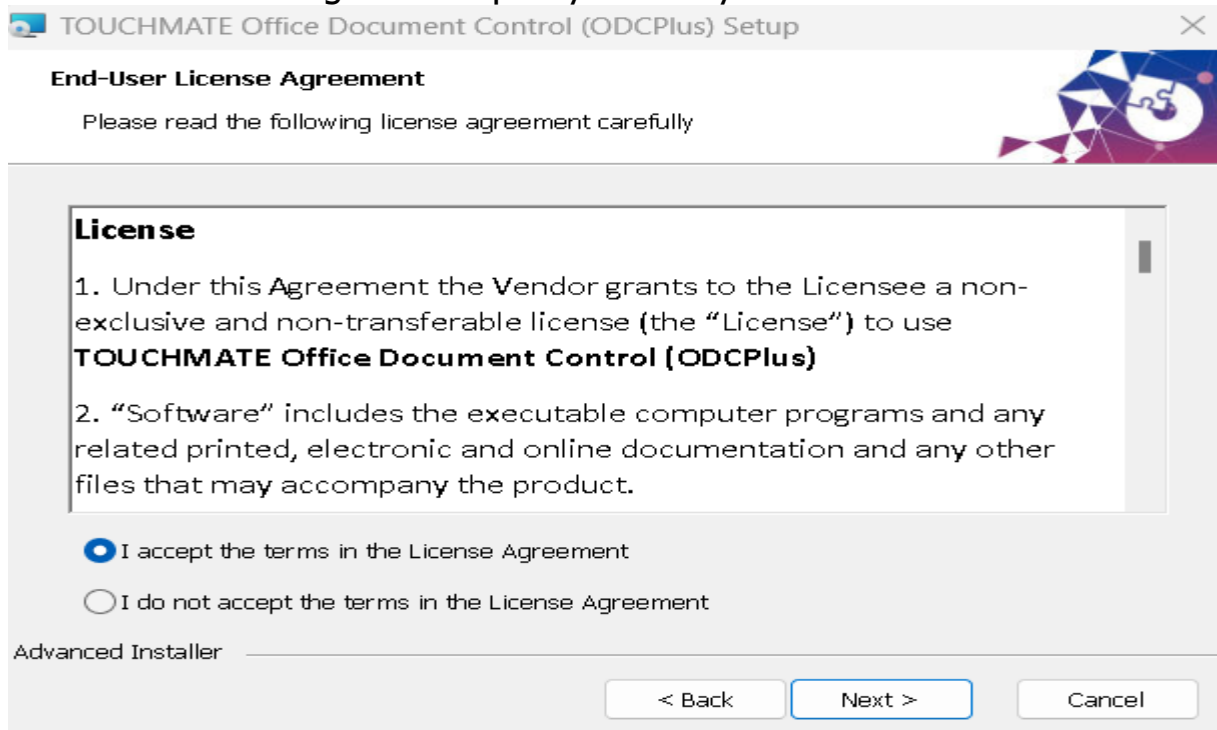 TOUCHMATE Office Document Control (ODCPlus) Setup
End-User License Agreement
Please read the following license agreement carefully
License
1. Under this Agreement the Vendor grants to the Licensee a non-
exclusive and non-transferable license (the “License”) to use
TOUCHMATE Office Document Control (ODCPlus)
2. “Software” includes the executable computer programs and any
related printed, electronic and online documentation and any other
files that may accompany the product.
I accept the terms in the License Agreement
I do not accept the terms in the License Agreement
Advanced Installer
< Back Next > Cancel